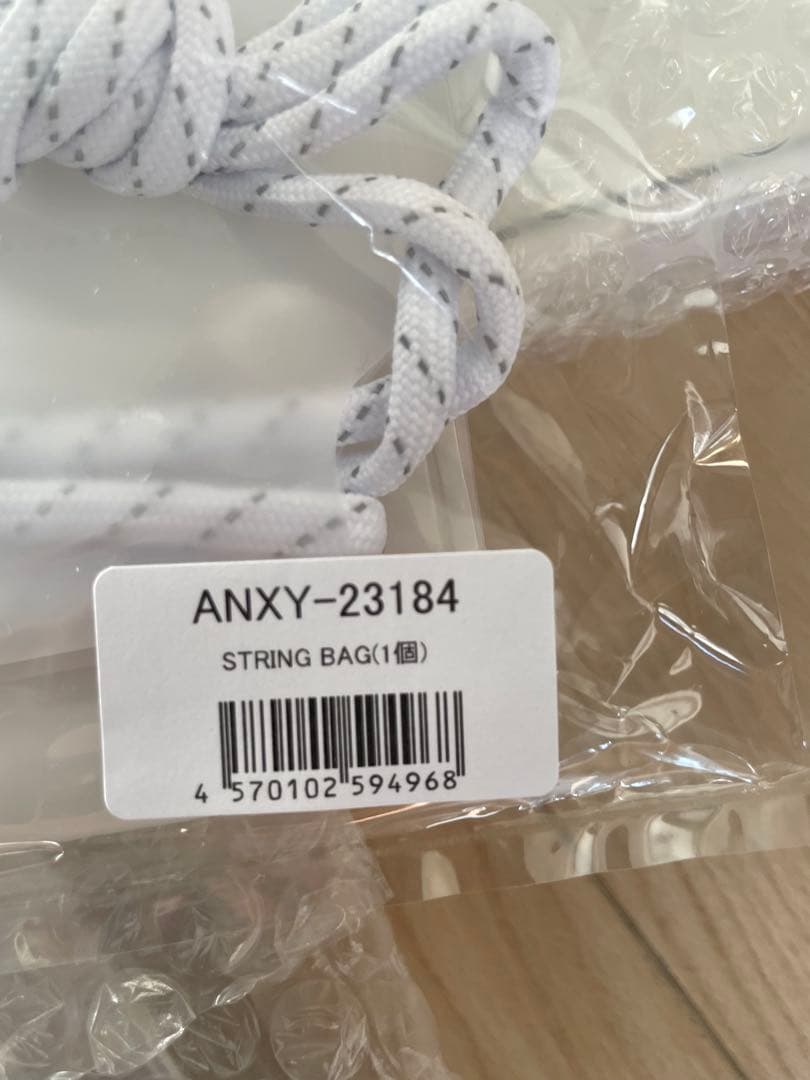 ANXY-23184
STRING BAG(1個)
4 570102 594968